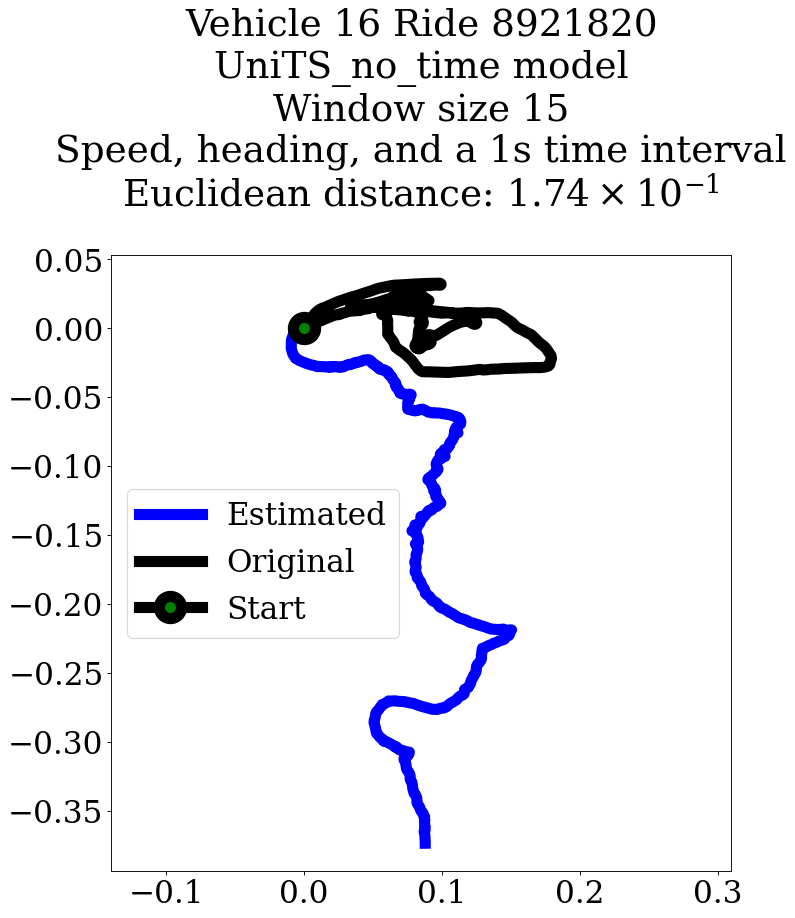 Vehicle 16 Ride 8921820
UniTS_no_time model
Window size 15
Speed, heading, and a 1s time interval
Euclidean distance: 1.74 × 10⁻¹
0.05
0.00
−0.05
−0.10
−0.15
−0.20
−0.25
−0.30
−0.35
Estimated
Original
Start
−0.1 0.0 0.1 0.2 0.3